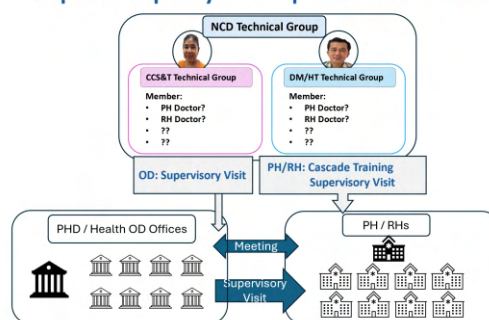 NCD Technical Group
CCS&T Technical Group
Member:
• PH Doctor?
• RH Doctor?
• ??
• ??
DM/HT Technical Group
Member:
• PH Doctor?
• RH Doctor?
• ??
• ??
OD: Supervisory Visit
PH/RH: Cascade Training
Supervisory Visit
PHD / Health OD Offices
PH / RHs
Meeting
Supervisory
Visit